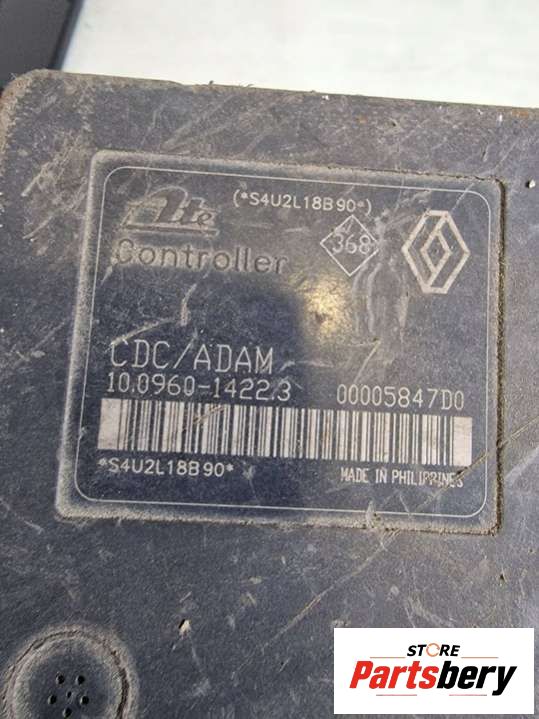 (*S4U2L18B90*)
Ate
Controller
368
CDC/ADAM
10.0960-1422.3 00005847D0
*S4U2L18B90*
MADE IN PHILIPPINES
STORE
Partsbery